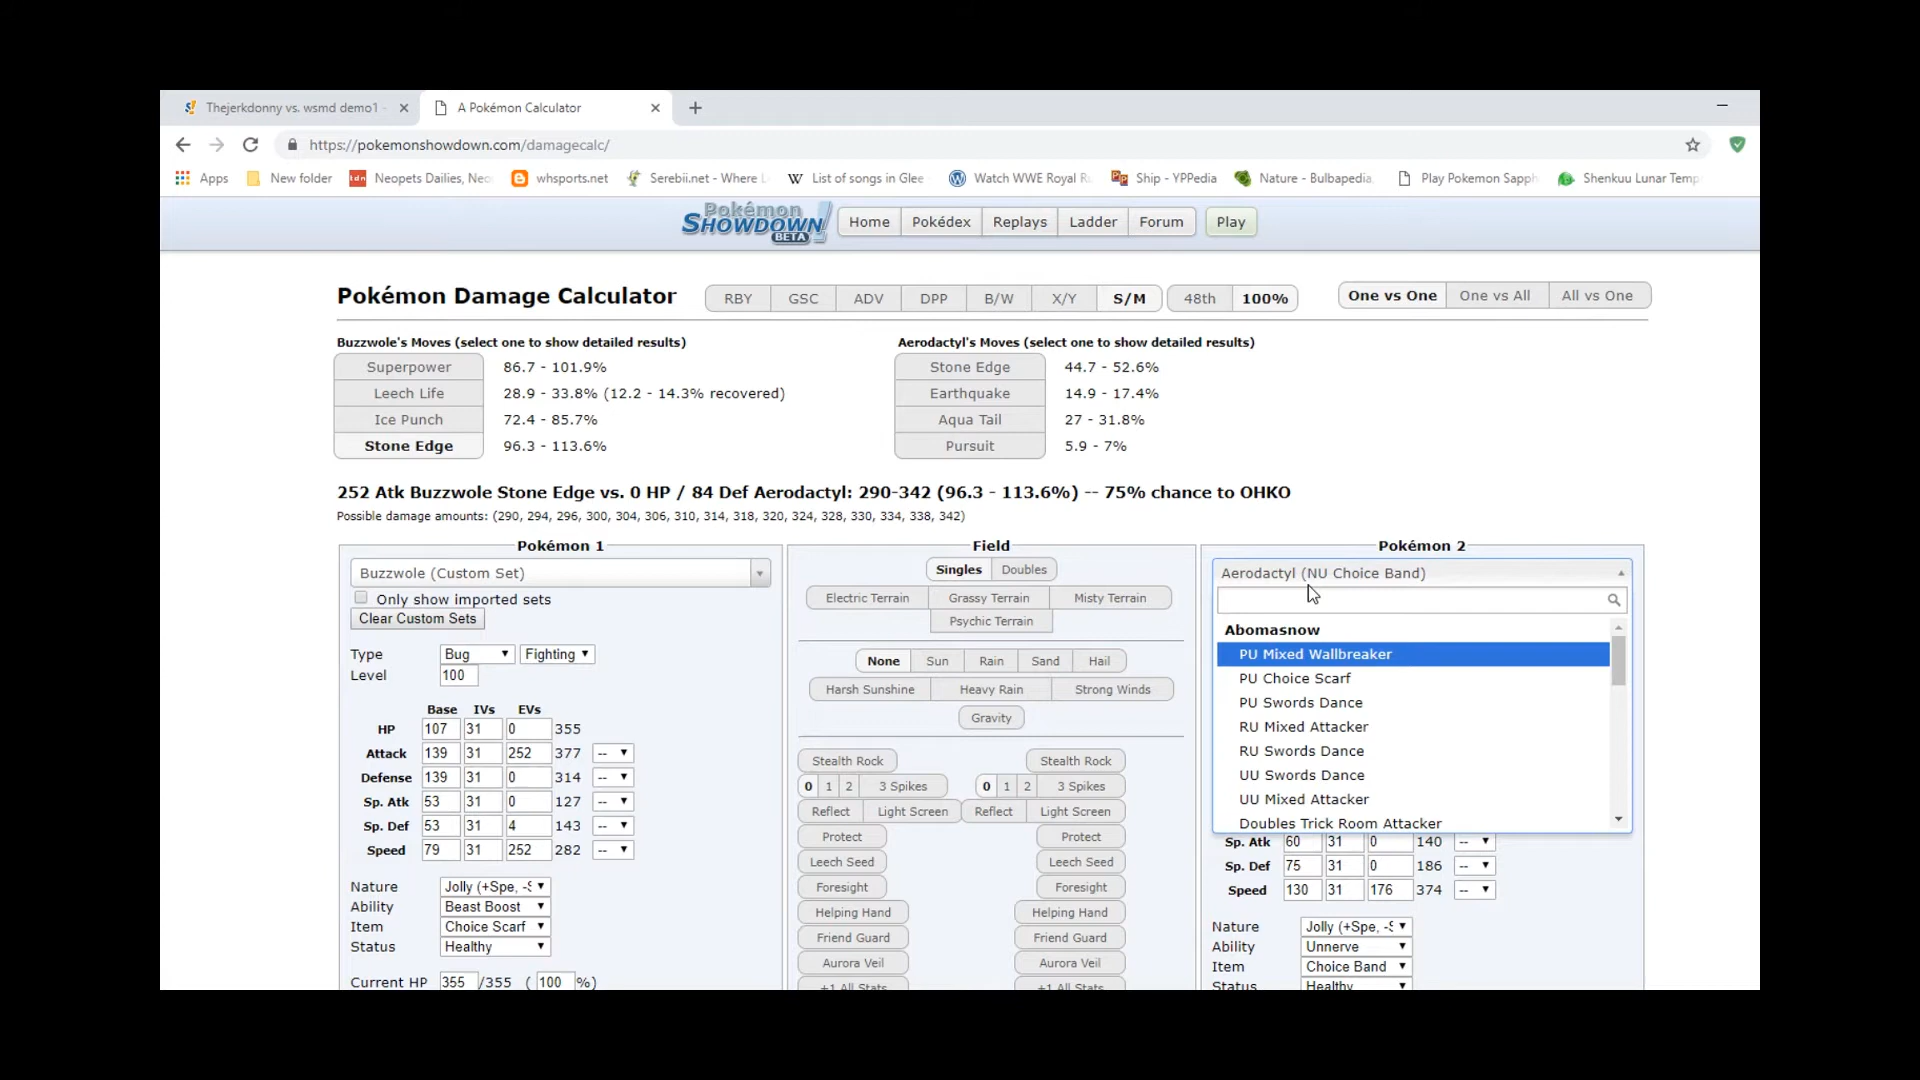 Thejerkdonny vs. wsmd demo1 -
A Pokémon Calculator
https://pokemonshowdown.com/damagecalc/
Apps New folder tdn Neopets Dailies, Neo whsports.net Serebii.net - Where L W List of songs in Glee Watch WWE Royal Ru Ship - YPPedia Nature - Bulbapedia, Play Pokemon Sapph Shenkuu Lunar Temp
Pokémon SHOWDOWN! BETA Home Pokédex Replays Ladder Forum Play
Pokémon Damage Calculator RBY GSC ADV DPP B/W X/Y S/M 48th 100% One vs One One vs All All vs One
Buzzwole's Moves (select one to show detailed results)
Superpower 86.7 - 101.9%
Leech Life 28.9 - 33.8% (12.2 - 14.3% recovered)
Ice Punch 72.4 - 85.7%
Stone Edge 96.3 - 113.6%
Aerodactyl's Moves (select one to show detailed results)
Stone Edge 44.7 - 52.6%
Earthquake 14.9 - 17.4%
Aqua Tail 27 - 31.8%
Pursuit 5.9 - 7%
252 Atk Buzzwole Stone Edge vs. 0 HP / 84 Def Aerodactyl: 290-342 (96.3 - 113.6%) -- 75% chance to OHKO
Possible damage amounts: (290, 294, 296, 300, 304, 306, 310, 314, 318, 320, 324, 328, 330, 334, 338, 342)
Pokémon 1
Buzzwole (Custom Set)
Only show imported sets
Clear Custom Sets
Type Bug Fighting
Level 100
Base IVs EVs
HP 107 31 0 355
Attack 139 31 252 377 --
Defense 139 31 0 314 --
Sp. Atk 53 31 0 127 --
Sp. Def 53 31 4 143 --
Speed 79 31 252 282 --
Nature Jolly (+Spe, -S
Ability Beast Boost
Item Choice Scarf
Status Healthy
Current HP 355 /355 ( 100 %)
Field
Singles Doubles
Electric Terrain Grassy Terrain Misty Terrain
Psychic Terrain
None Sun Rain Sand Hail
Harsh Sunshine Heavy Rain Strong Winds
Gravity
Stealth Rock Stealth Rock
0 1 2 3 Spikes 0 1 2 3 Spikes
Reflect Light Screen Reflect Light Screen
Protect Protect
Leech Seed Leech Seed
Foresight Foresight
Helping Hand Helping Hand
Friend Guard Friend Guard
Aurora Veil Aurora Veil
+1 All Stats +1 All Stats
Pokémon 2
Aerodactyl (NU Choice Band)
Abomasnow
PU Mixed Wallbreaker
PU Choice Scarf
PU Swords Dance
RU Mixed Attacker
RU Swords Dance
UU Swords Dance
UU Mixed Attacker
Doubles Trick Room Attacker
Sp. Atk 60 31 0 140 --
Sp. Def 75 31 0 186 --
Speed 130 31 176 374 --
Nature Jolly (+Spe, -S
Ability Unnerve
Item Choice Band
Status Healthy